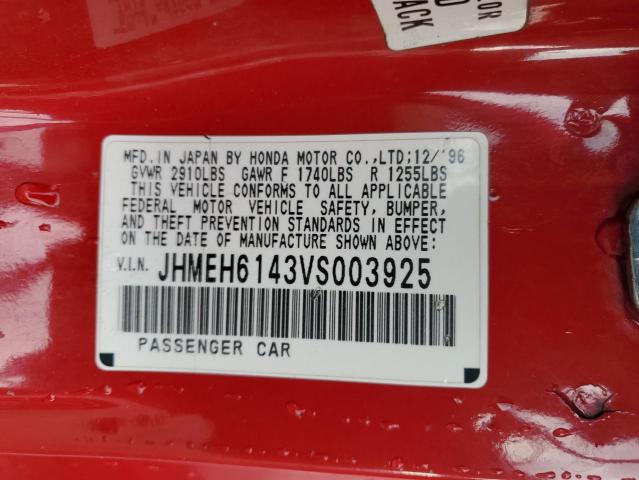 LOR
D
ACK
MFD. IN JAPAN BY HONDA MOTOR CO.,LTD;12/'96
GVWR 2910LBS GAWR F 1740LBS R 1255LBS
THIS VEHICLE CONFORMS TO ALL APPLICABLE
FEDERAL MOTOR VEHICLE SAFETY, BUMPER,
AND THEFT PREVENTION STANDARDS IN EFFECT
ON THE DATE OF MANUFACTURE SHOWN ABOVE:
V.I.N. JHMEH6143VS003925
PASSENGER CAR